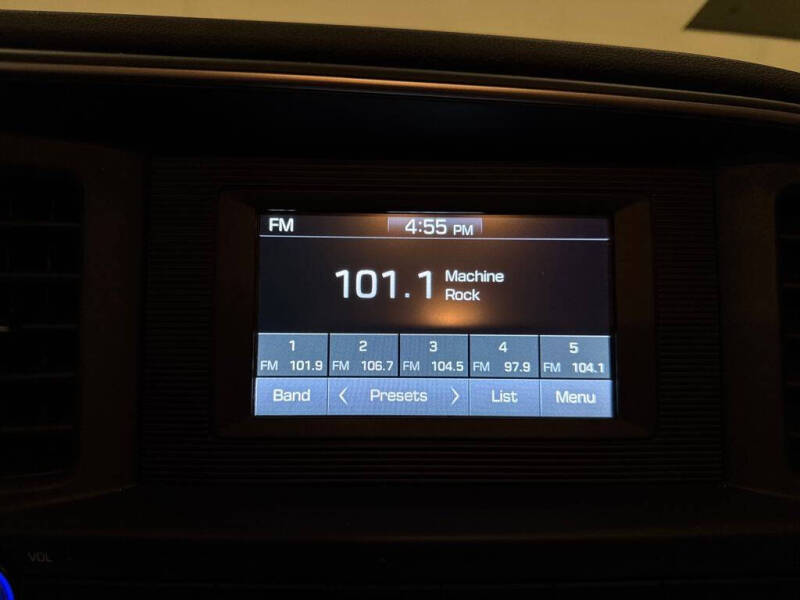 FM 4:55 PM
101.1 Machine
Rock
1 2 3 4 5
FM 101.9 FM 106.7 FM 104.5 FM 97.9 FM 104.1
Band < Presets > List Menu
VOL